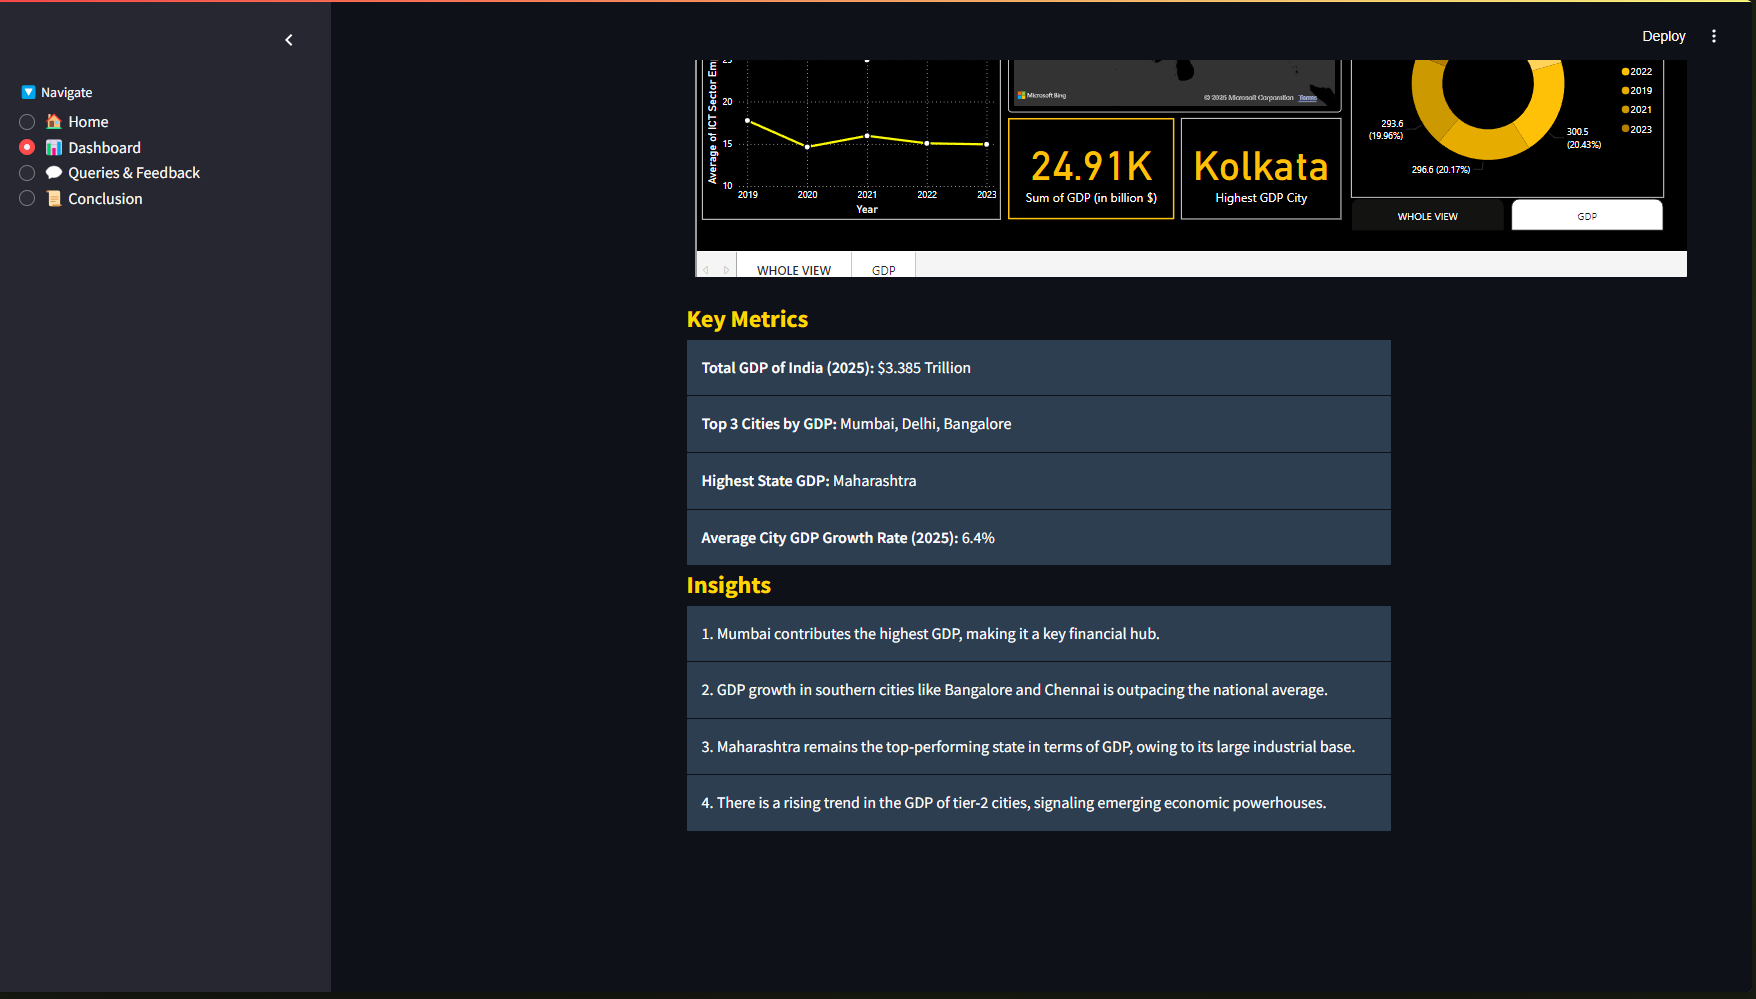 Deploy
Navigate
Home
Dashboard
Queries & Feedback
Conclusion
Average of ICT Sector Emp
20
15
10
2019 2020 2021 2022 2023
Year
Microsoft Bing
© 2025 Microsoft Corporation Terms
24.91K
Sum of GDP (in billion $)
Kolkata
Highest GDP City
293.6
(19.96%)
296.6 (20.17%)
300.5
(20.43%)
2022
2019
2021
2023
WHOLE VIEW
GDP
WHOLE VIEW
GDP
Key Metrics
Total GDP of India (2025): $3.385 Trillion
Top 3 Cities by GDP: Mumbai, Delhi, Bangalore
Highest State GDP: Maharashtra
Average City GDP Growth Rate (2025): 6.4%
Insights
1. Mumbai contributes the highest GDP, making it a key financial hub.
2. GDP growth in southern cities like Bangalore and Chennai is outpacing the national average.
3. Maharashtra remains the top-performing state in terms of GDP, owing to its large industrial base.
4. There is a rising trend in the GDP of tier-2 cities, signaling emerging economic powerhouses.